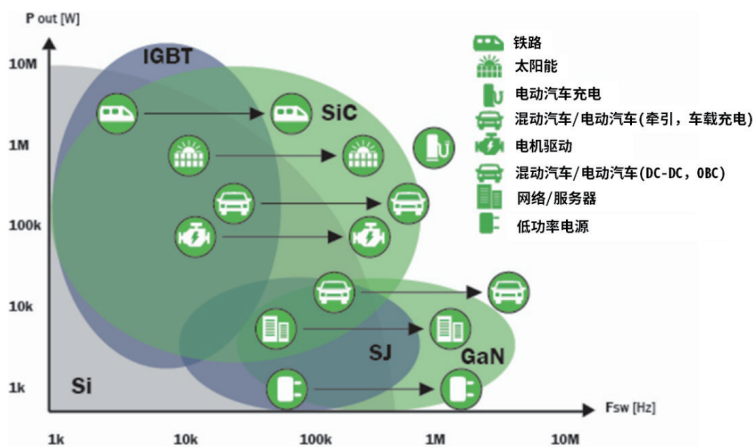 P out [W]
10M
1M
100k
10k
1k
IGBT
SiC
Si
SJ
GaN
Fsw [Hz]
1k
10k
100k
1M
10M
铁路
太阳能
电动汽车充电
混动汽车/电动汽车(牵引，车载充电)
电机驱动
混动汽车/电动汽车(DC-DC，OBC)
网络/服务器
低功率电源